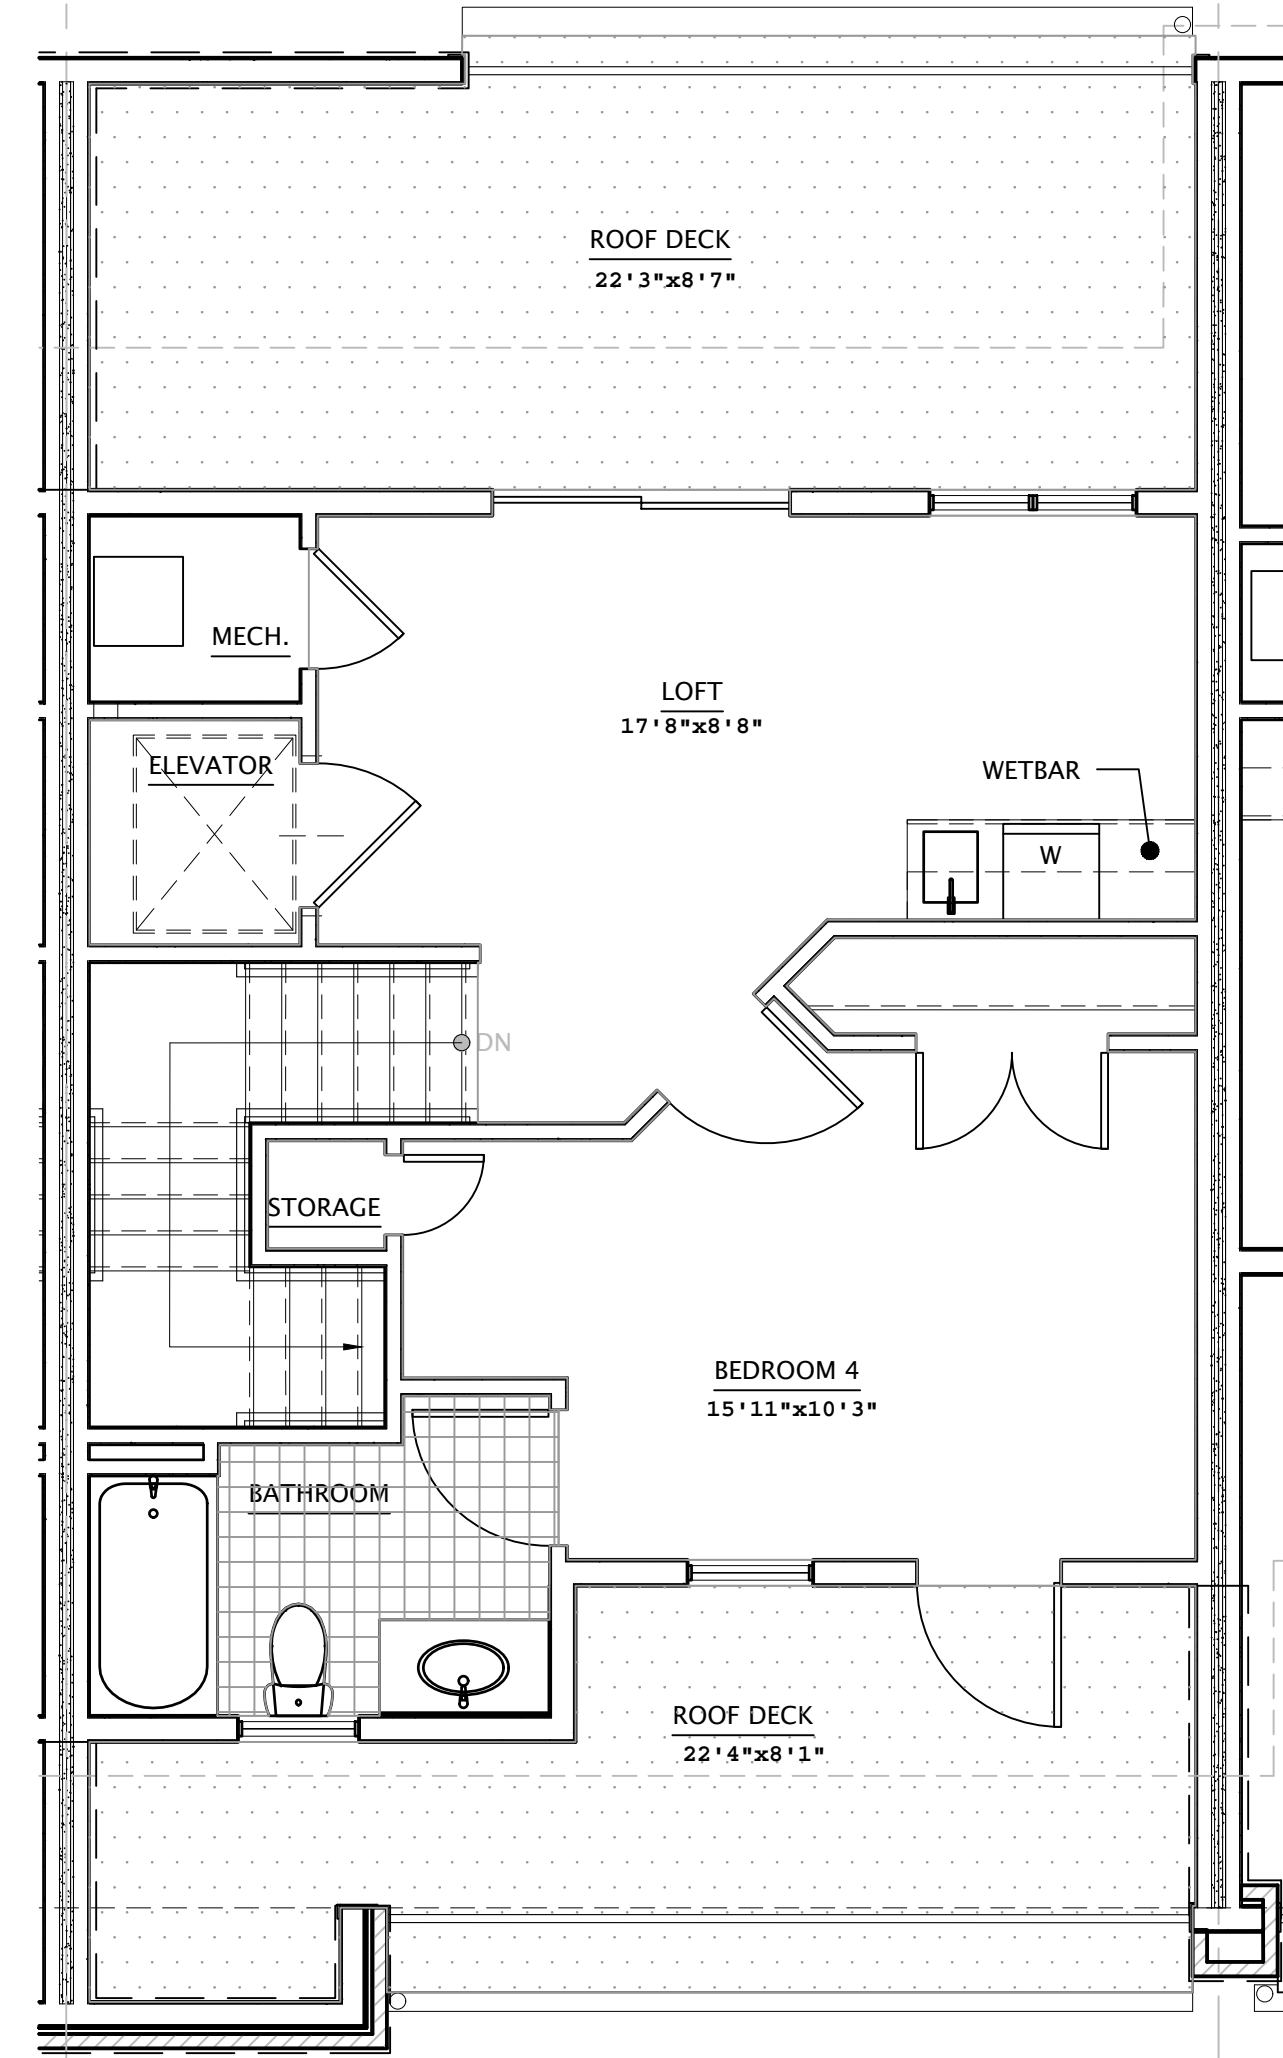 ROOF DECK
22'3"x8'7"
MECH.
LOFT
17'8"x8'8"
ELEVATOR
WETBAR
W
DN
STORAGE
BEDROOM 4
15'11"x10'3"
BATHROOM
ROOF DECK
22'4"x8'1"